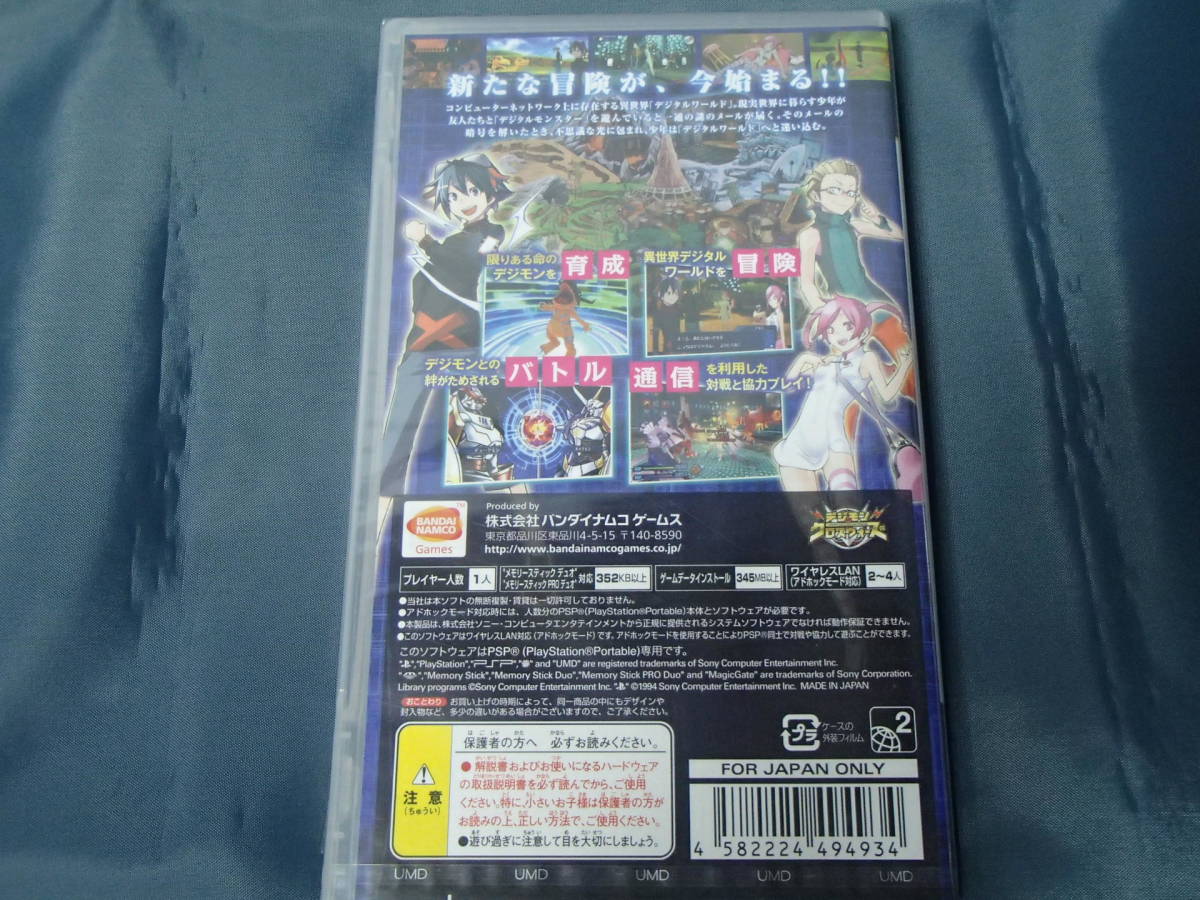 新たな冒険が、今始まる!!
コンピューターネットワーク上に存在する異世界「デジタルワールド」。現実世界に暮らす少年が
友人たちと「デジタルモンスター」を遊んでいると一通の謎のメールが届く。そのメールの
暗号を解いたとき、不思議な光に包まれ、少年は「デジタルワールド」へと迷い込む。
限りある命の
デジモンを 育成
異世界デジタル
ワールドを 冒険
デジモンとの
絆がためされる バトル
通信 を利用した
対戦と協力プレイ!
BANDAI
NAMCO
Games
Produced by
株式会社 バンダイナムコ ゲームス
東京都品川区東品川4-5-15 〒140-8590
http://www.bandainamcogames.co.jp/
デジモン
クロスウォーズ
プレイヤー人数 1人
"メモリースティック デュオ"
"メモリースティック PRO デュオ" 対応 352KB以上
ゲームデータインストール 345MB以上
ワイヤレスLAN
(アドホックモード対応) 2~4人
●当社は本ソフトの無断複製・賃貸は一切許可しておりません。
●アドホックモード対応時には、人数分のPSP®(PlayStation®Portable)本体とソフトウェアが必要です。
●本製品は、株式会社ソニー・コンピュータエンタテインメントから正規に提供されるシステムソフトウェアでなければ動作保証できません。
●このソフトウェアはワイヤレスLAN対応(アドホックモード)です。アドホックモードを使用することによりPSP®同士で対戦や協力して遊ぶことができます。
このソフトウェアはPSP®(PlayStation®Portable)専用です。
"PlayStation", "PSP", and "UMD" are registered trademarks of Sony Computer Entertainment Inc.
"Memory Stick", "Memory Stick Duo", "Memory Stick PRO Duo" and "MagicGate" are trademarks of Sony Corporation.
Library programs ©Sony Computer Entertainment Inc. ©1994 Sony Computer Entertainment Inc. MADE IN JAPAN
おことわり お買い上げの時期によって、同一商品の中にもデザインや
封入物など、多少の違いがある場合がございますので、ご了承ください。
プラ
ケースの
外装フィルム
2
注意
(ちゅうい)
保護者の方へ 必ずお読みください。
●解説書およびお使いになるハードウェア
の取扱説明書を必ず読んでから、ご使用
ください。特に、小さいお子様は保護者の方が
お読みの上、正しい方法で、ご使用ください。
●遊び過ぎに注意して目を大切にしましょう。
FOR JAPAN ONLY
4 582224 494934
UMD UMD UMD UMD UMD